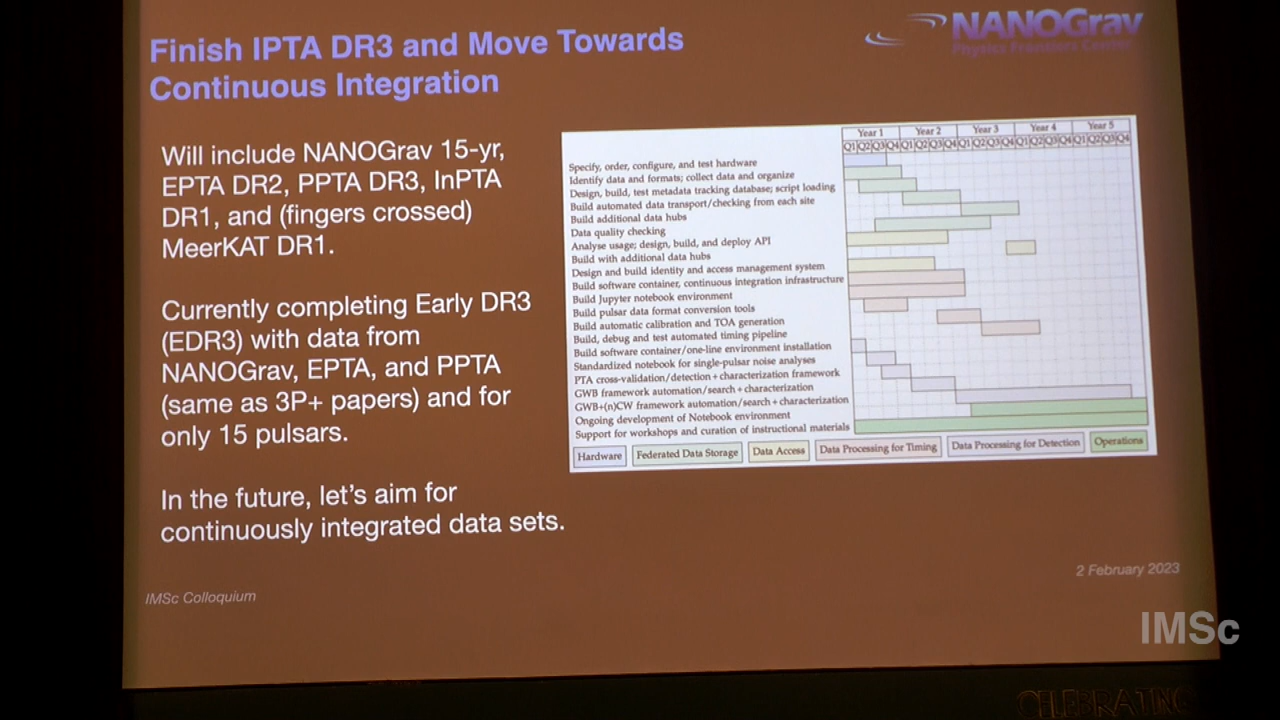 Finish IPTA DR3 and Move Towards
Continuous Integration
NANOGrav
Physics Frontiers Center
Will include NANOGrav 15-yr,
EPTA DR2, PPTA DR3, InPTA
DR1, and (fingers crossed)
MeerKAT DR1.
Currently completing Early DR3
(EDR3) with data from
NANOGrav, EPTA, and PPTA
(same as 3P+ papers) and for
only 15 pulsars.
In the future, let's aim for
continuously integrated data sets.
Year 1 Year 2 Year 3 Year 4 Year 5
Q1 Q2 Q3 Q4 Q1 Q2 Q3 Q4 Q1 Q2 Q3 Q4 Q1 Q2 Q3 Q4 Q1 Q2 Q3 Q4
Specify, order, configure, and test hardware
Identify data and formats; collect data and organize
Design, build, test metadata tracking database; script loading
Build automated data transport/checking from each site
Build additional data hubs
Data quality checking
Analyse usage; design, build, and deploy API
Build with additional data hubs
Design and build identity and access management system
Build software container, continuous integration infrastructure
Build Jupyter notebook environment
Build pulsar data format conversion tools
Build automatic calibration and TOA generation
Build, debug and test automated timing pipeline
Build software container/one-line environment installation
Standardized notebook for single-pulsar noise analyses
PTA cross-validation/detection+characterization framework
GWB framework automation/search+characterization
GWB+(n)CW framework automation/search+characterization
Ongoing development of Notebook environment
Support for workshops and curation of instructional materials
Hardware Federated Data Storage Data Access Data Processing for Timing Data Processing for Detection Operations
2 February 2023
IMSc Colloquium
IMSc
CELEBRATING